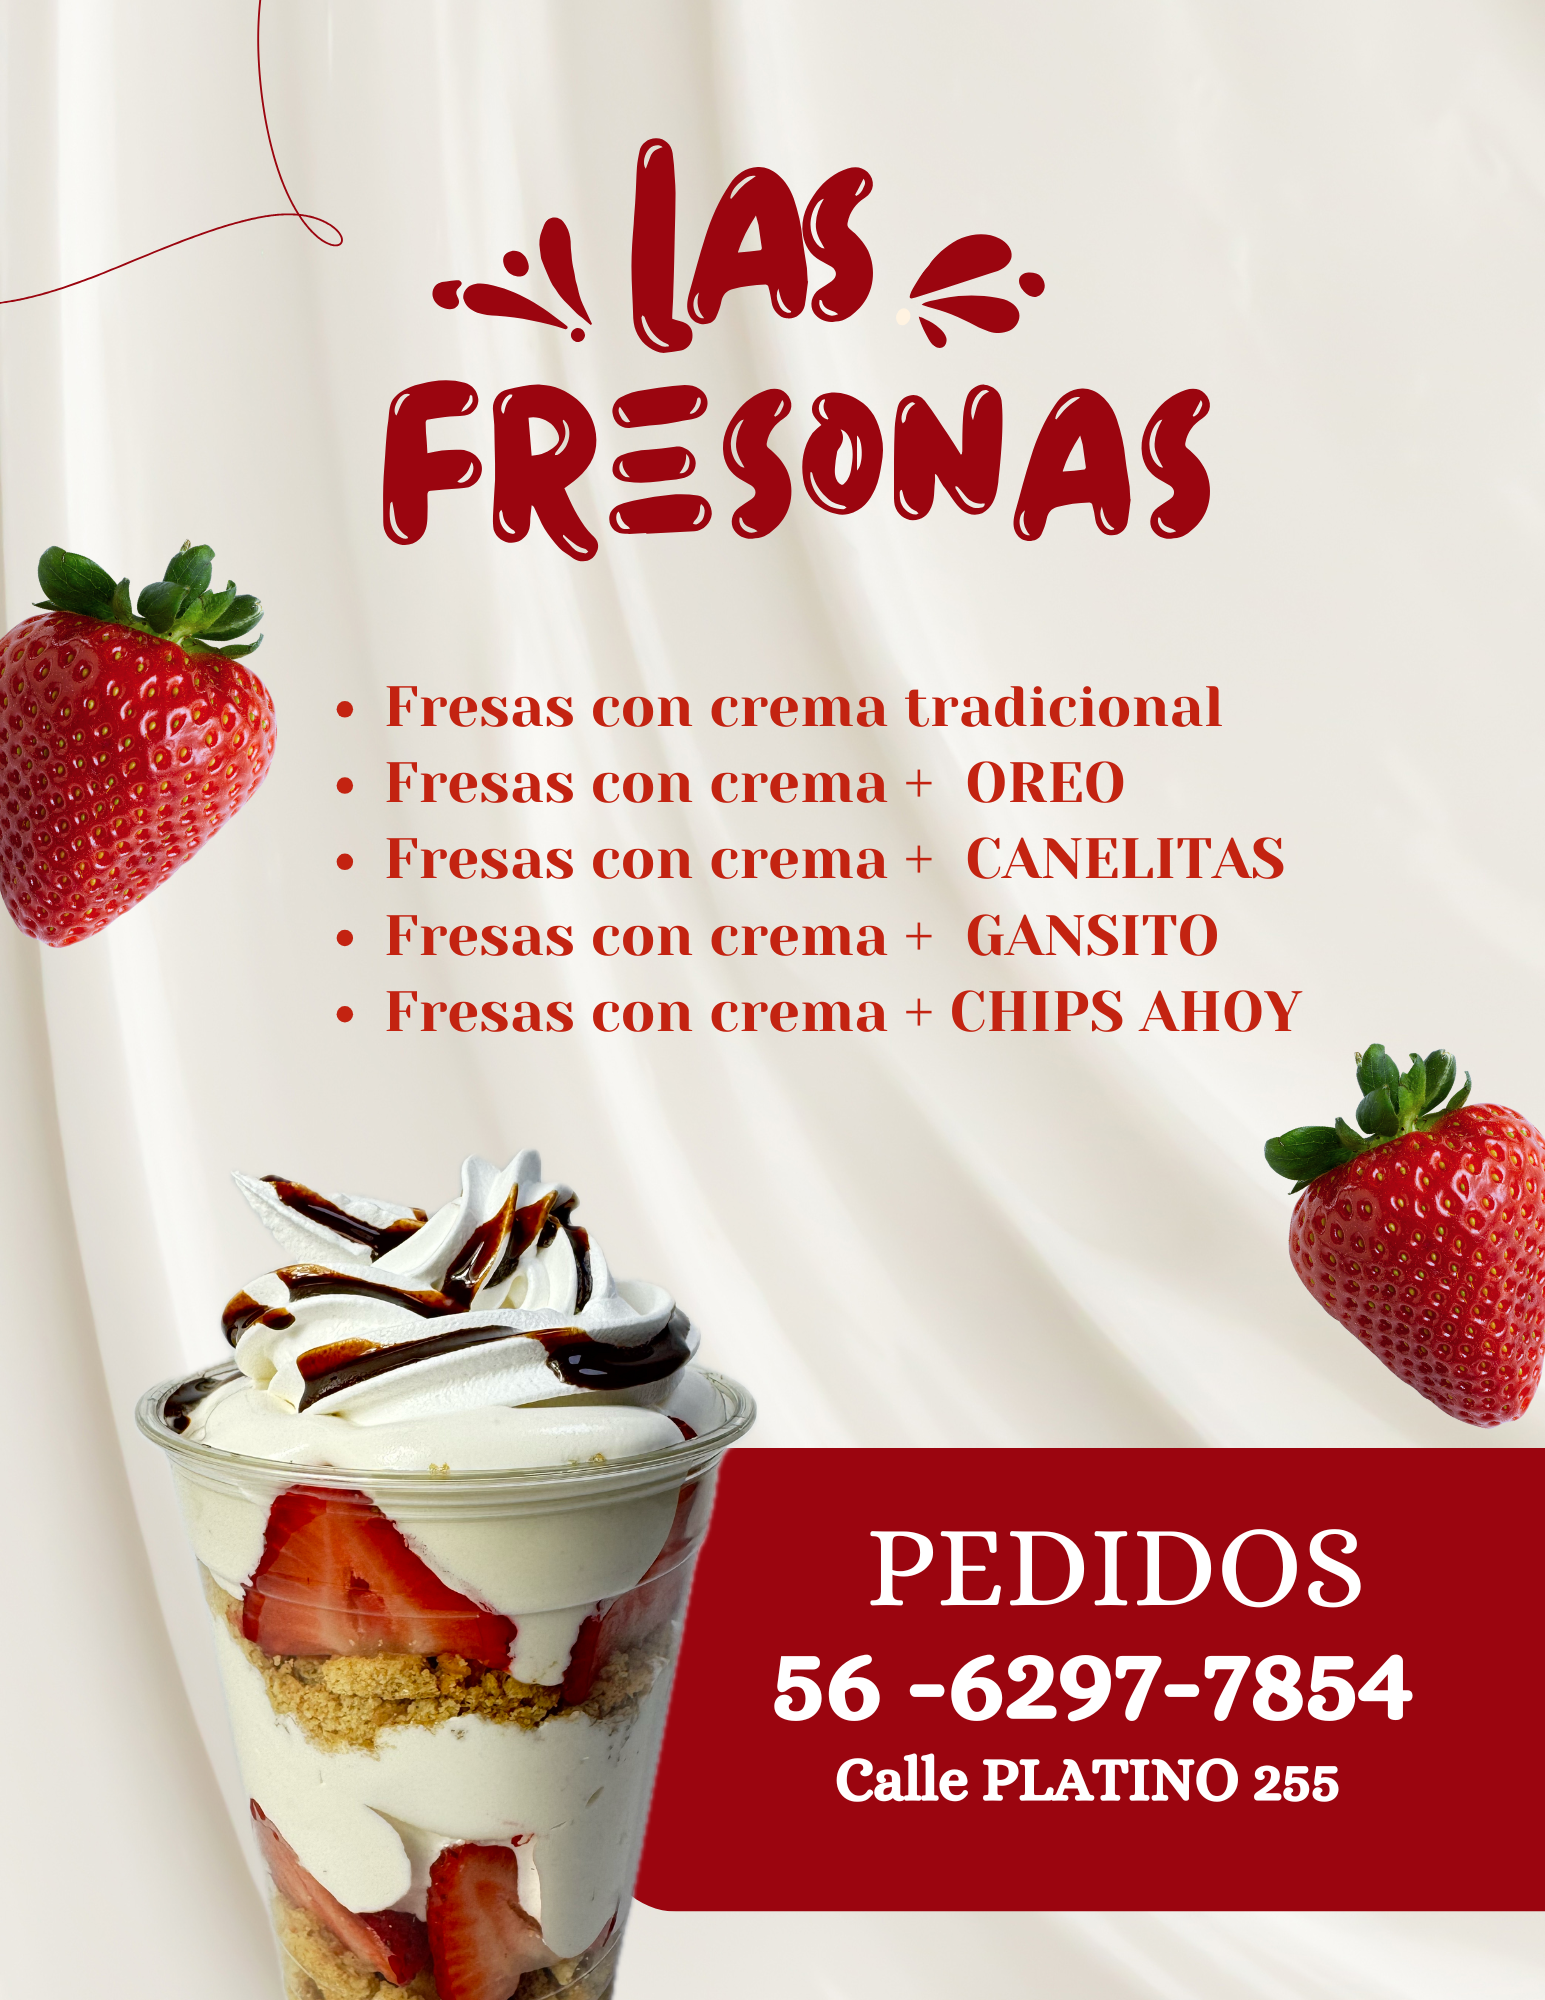 LAS
FRESONAS
• Fresas con crema tradicional
• Fresas con crema + OREO
• Fresas con crema + CANELITAS
• Fresas con crema + GANSITO
• Fresas con crema + CHIPS AHOY
PEDIDOS
56 -6297-7854
Calle PLATINO 255